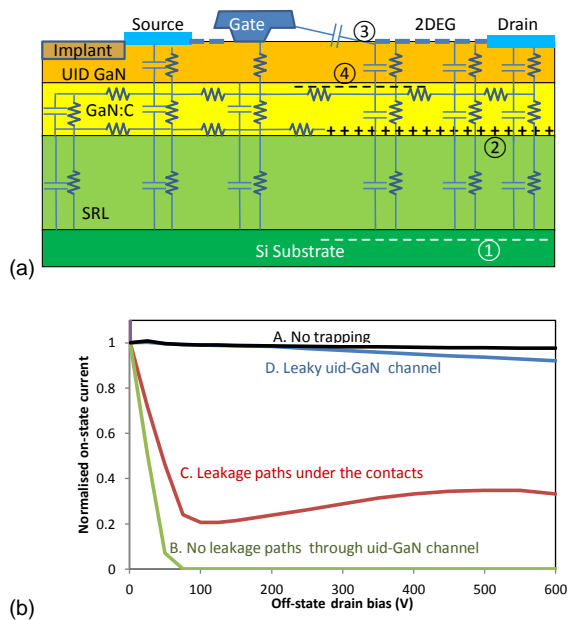 Source
Gate
③
2DEG
Drain
Implant
UID GaN
④
GaN:C
+ + + + + + + + + + + + + + + +
②
SRL
①
Si Substrate
(a)
A. No trapping
D. Leaky uid-GaN channel
C. Leakage paths under the contacts
B. No leakage paths through uid-GaN channel
Normalised on-state current
1
0.8
0.6
0.4
0.2
0
0 100 200 300 400 500 600
Off-state drain bias (V)
(b)